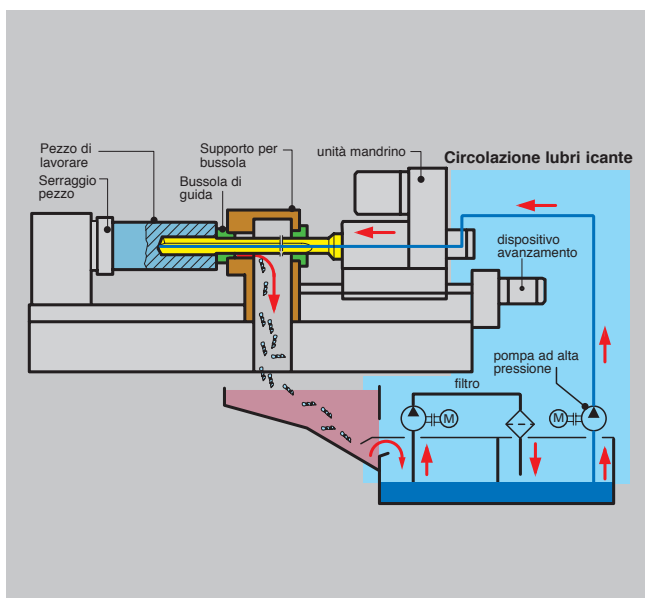 Pezzo di
lavorare
Serraggio
pezzo
Supporto per
bussola
Bussola di
guida
unità mandrino
Circolazione lubri icante
dispositivo
avanzamento
pompa ad alta
pressione
filtro
M
M